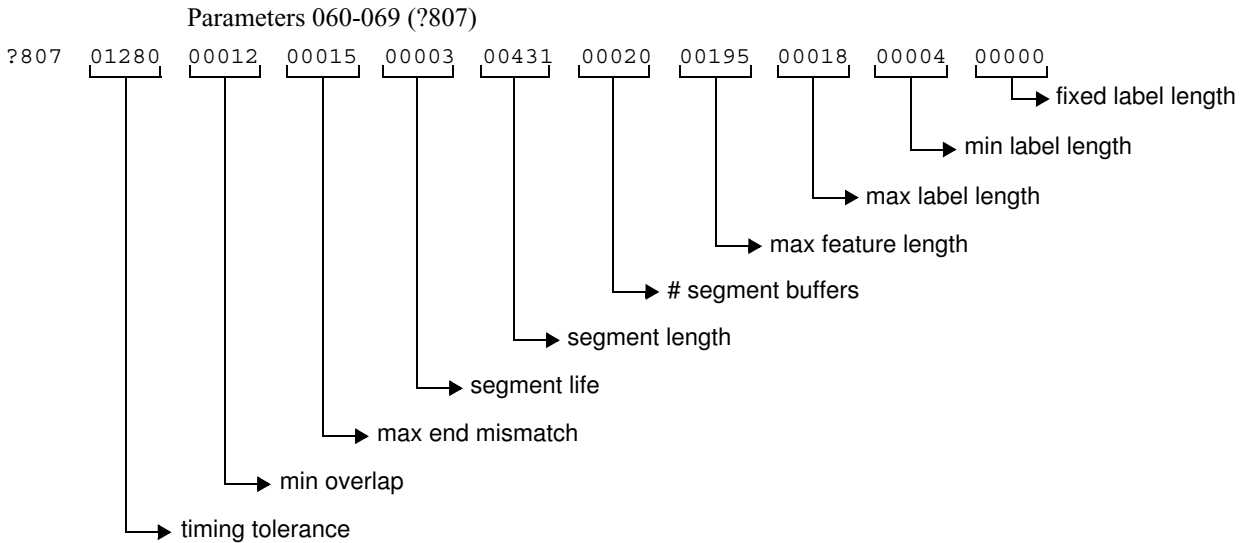 Parameters 060-069 (?807)
?807 01280 00012 00015 00003 00431 00020 00195 00018 00004 00000
fixed label length
min label length
max label length
max feature length
# segment buffers
segment length
segment life
max end mismatch
min overlap
timing tolerance